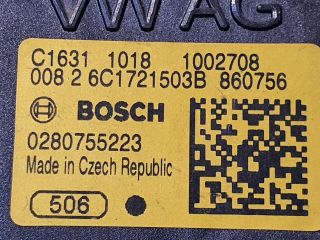 VW AG
C1631 1018 1002708
008 2 6C1721503B 860756
BOSCH
0280755223
Made in Czech Republic
506